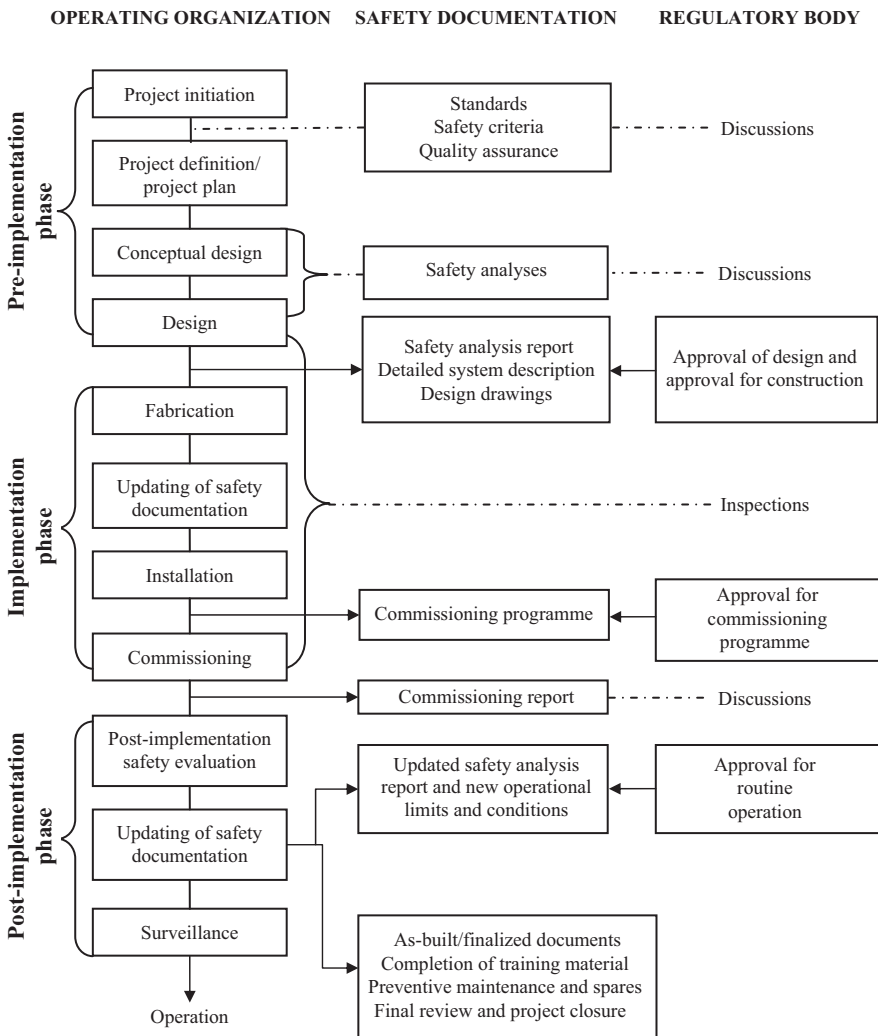 OPERATING ORGANIZATION
SAFETY DOCUMENTATION
REGULATORY BODY
Pre-implementation
phase
Project initiation
Standards
Safety criteria
Quality assurance
Discussions
Project definition/
project plan
Conceptual design
Safety analyses
Discussions
Design
Safety analysis report
Detailed system description
Design drawings
Approval of design and
approval for construction
Implementation
phase
Fabrication
Updating of safety
documentation
Inspections
Installation
Commissioning programme
Approval for
commissioning
programme
Commissioning
Commissioning report
Discussions
Post-implementation
phase
Post-implementation
safety evaluation
Updated safety analysis
report and new operational
limits and conditions
Approval for
routine
operation
Updating of safety
documentation
Surveillance
As-built/finalized documents
Completion of training material
Preventive maintenance and spares
Final review and project closure
Operation